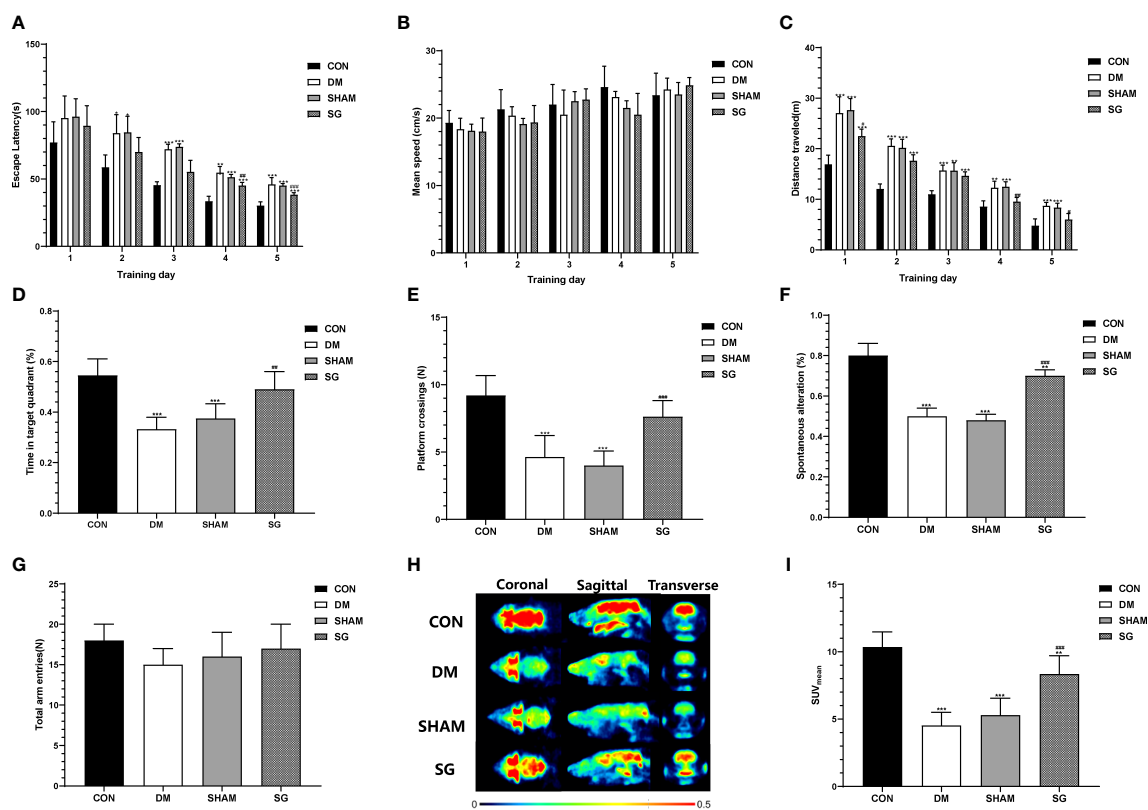 A
Escape Latency(s)
150
100
50
0
+
+
***
***
**
***
##
***
***
***
###
***
1 2 3 4 5
Training day
CON
DM
SHAM
SG
B
Mean speed (cm/s)
30
20
10
0
1 2 3 4 5
Training day
CON
DM
SHAM
SG
C
Distance traveled(m)
40
30
20
10
0
***
***
#
***
***
***
***
***
**
***
**
***
##
***
***
#
1 2 3 4 5
Training day
CON
DM
SHAM
SG
D
Time in target quadrant (%)
0.8
0.6
0.4
0.2
0.0
***
***
##
CON DM SHAM SG
CON
DM
SHAM
SG
E
Platform crossings (N)
15
10
5
0
***
***
###
CON DM SHAM SG
CON
DM
SHAM
SG
F
Spontaneous alteration (%)
1.0
0.8
0.6
0.4
0.2
0.0
***
***
###
**
CON DM SHAM SG
CON
DM
SHAM
SG
G
Total arm entries(N)
25
20
15
10
5
0
CON DM SHAM SG
CON
DM
SHAM
SG
H
Coronal Sagittal Transverse
CON
DM
SHAM
SG
0 0.5
I
SUVmean
15
10
5
0
***
***
###
**
CON DM SHAM SG
CON
DM
SHAM
SG